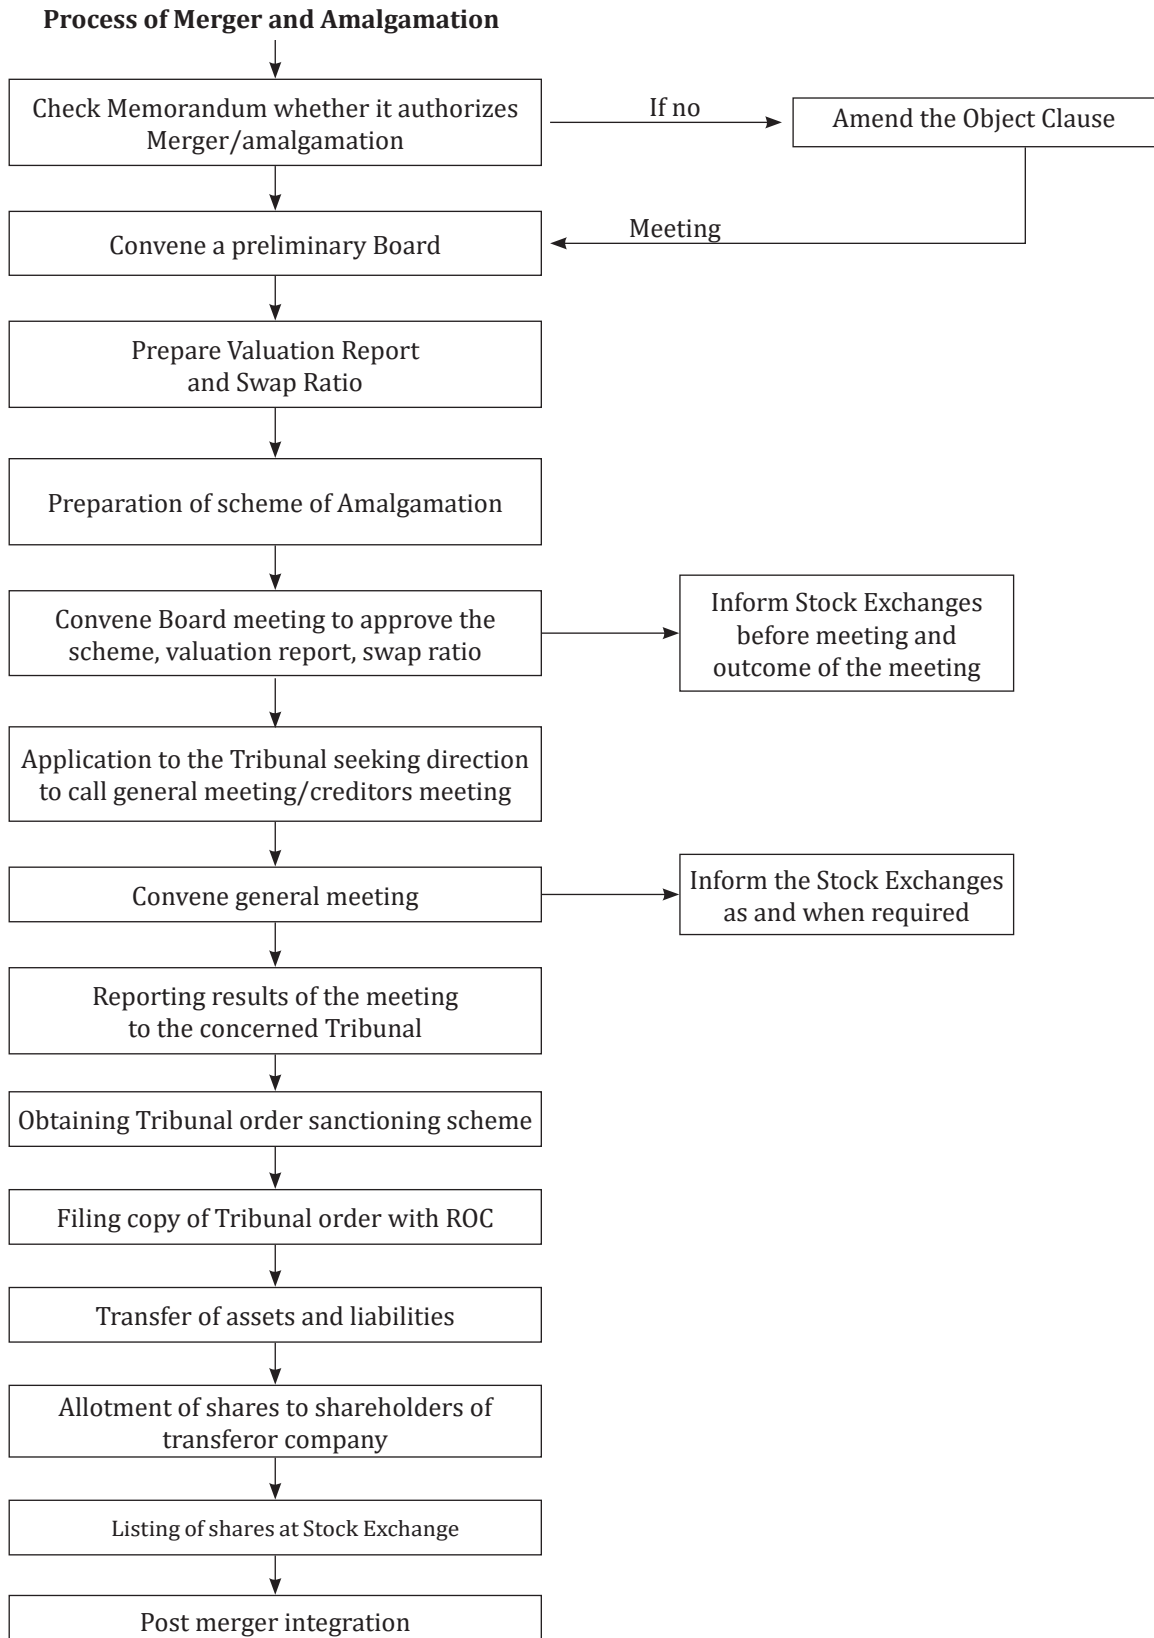 Process of Merger and Amalgamation
Check Memorandum whether it authorizes
Merger/amalgamation
If no
Amend the Object Clause
Meeting
Convene a preliminary Board
Prepare Valuation Report
and Swap Ratio
Preparation of scheme of Amalgamation
Convene Board meeting to approve the
scheme, valuation report, swap ratio
Inform Stock Exchanges
before meeting and
outcome of the meeting
Application to the Tribunal seeking direction
to call general meeting/creditors meeting
Convene general meeting
Inform the Stock Exchanges
as and when required
Reporting results of the meeting
to the concerned Tribunal
Obtaining Tribunal order sanctioning scheme
Filing copy of Tribunal order with ROC
Transfer of assets and liabilities
Allotment of shares to shareholders of
transferor company
Listing of shares at Stock Exchange
Post merger integration